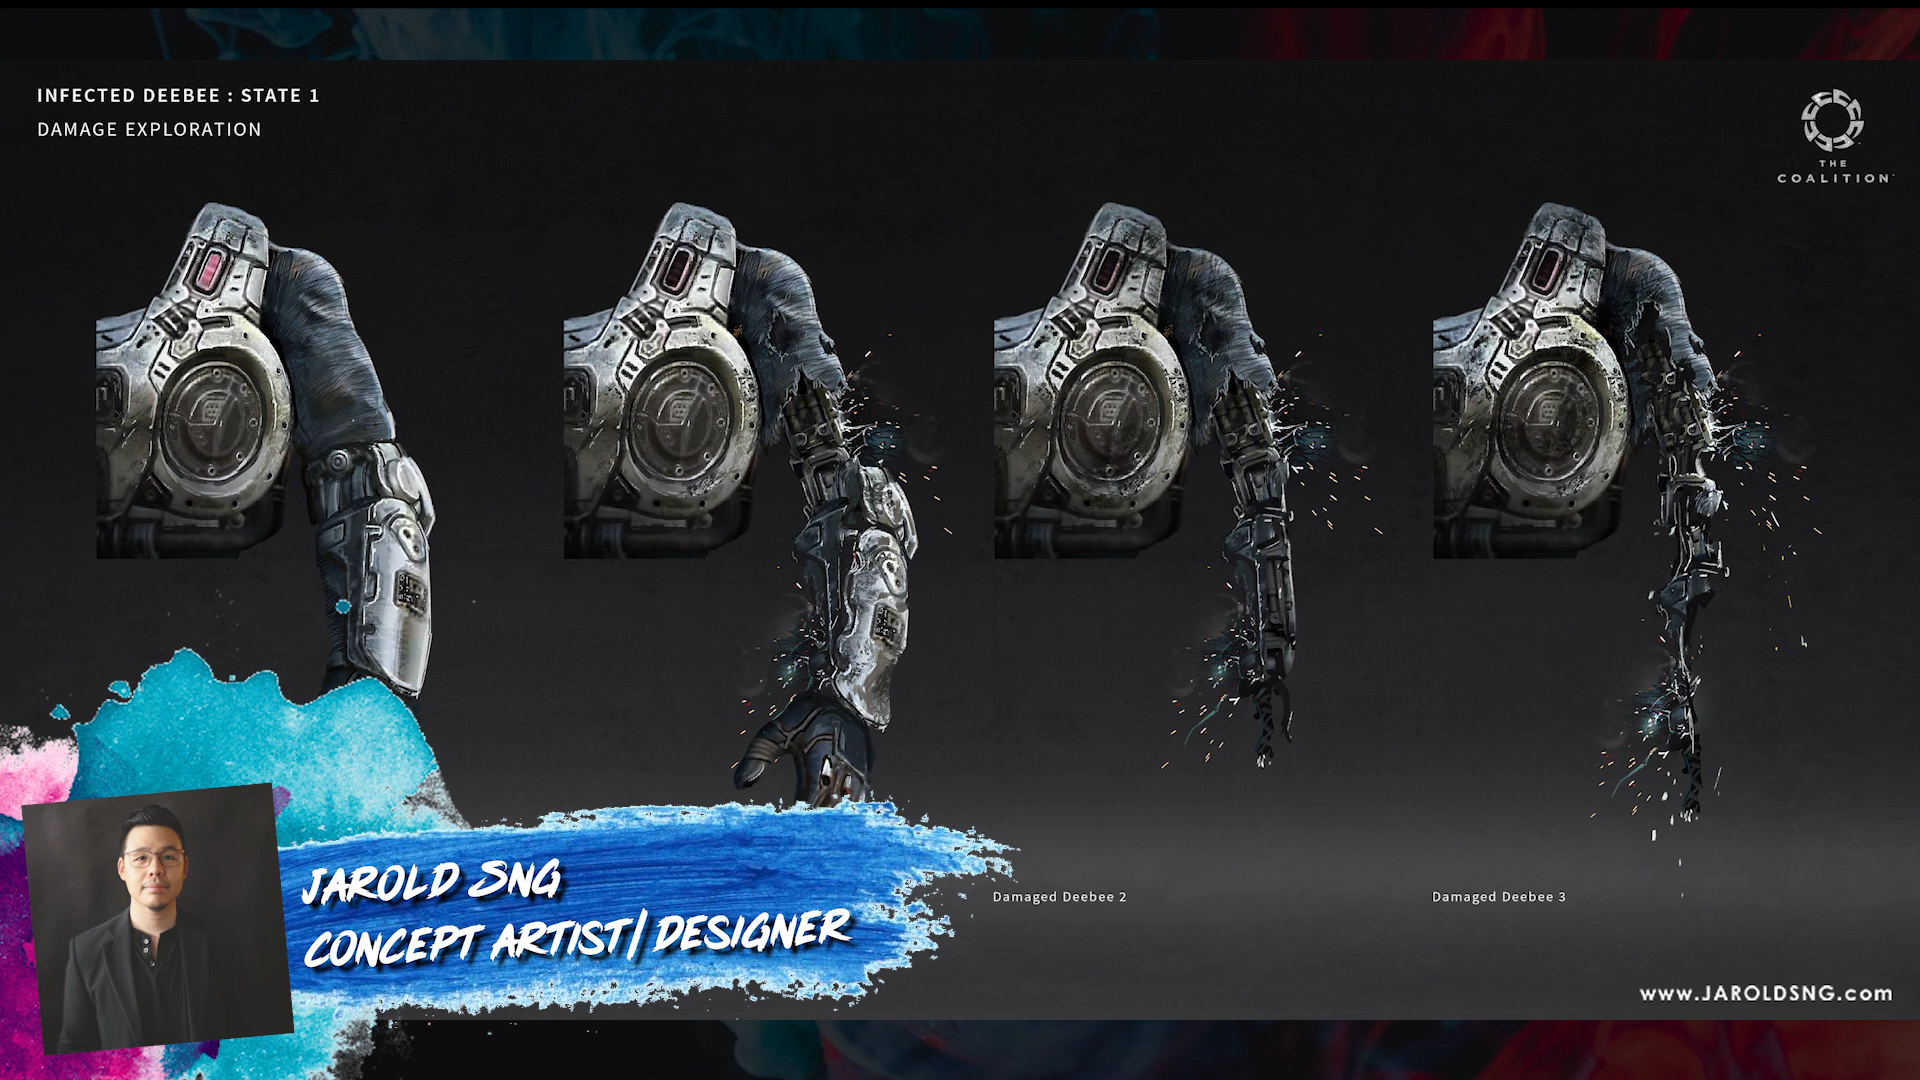 INFECTED DEEBEE : STATE 1
DAMAGE EXPLORATION
THE
COALITION
JAROLD SNG
CONCEPT ARTIST/DESIGNER
Damaged Deebee 2
Damaged Deebee 3
www.JAROLDSNG.com